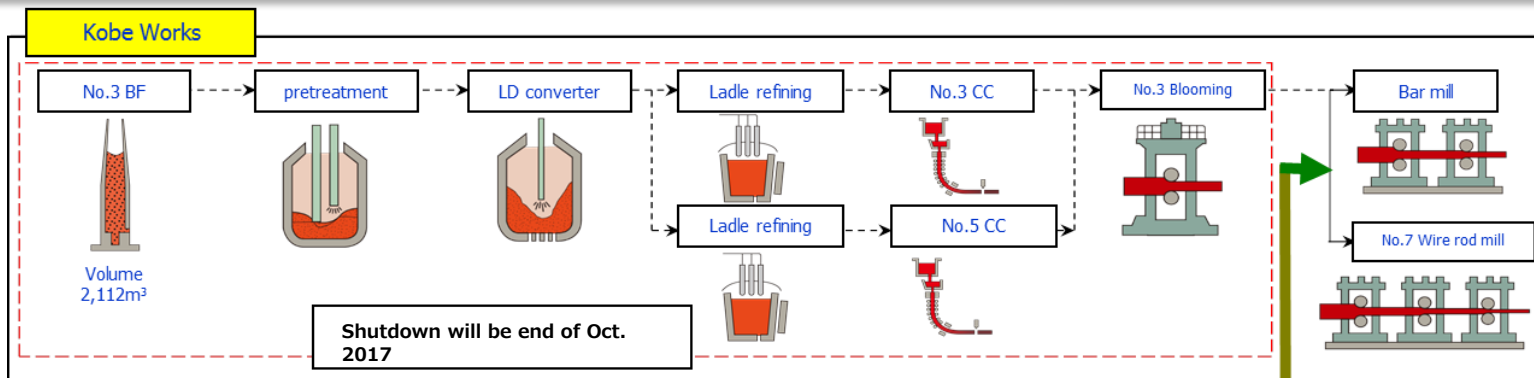 Kobe Works
No.3 BF
pretreatment
LD converter
Ladle refining
No.3 CC
No.3 Blooming
Bar mill
Ladle refining
No.5 CC
No.7 Wire rod mill
Volume
2,112m³
Shutdown will be end of Oct.
2017